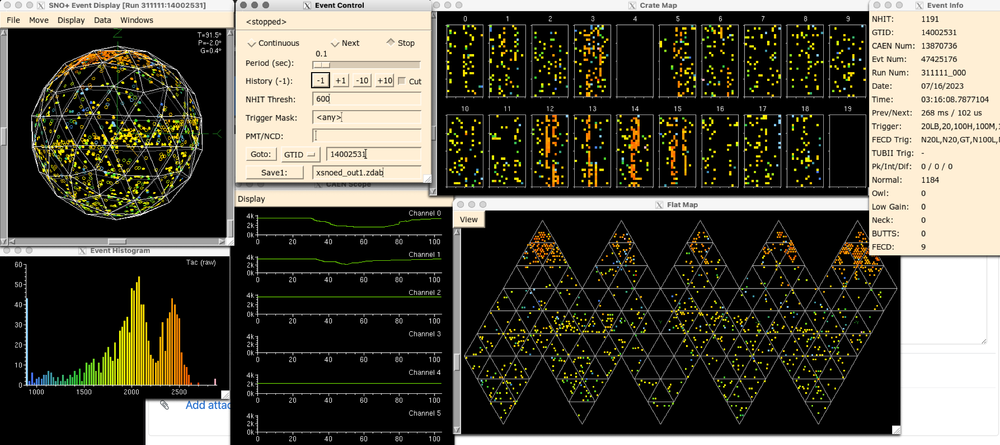 SNO+ Event Display [Run 311111:14002531]
File Move Display Data Windows
Z
T=91.5°
P=-2.0°
G=0.4°
Y
Event Control
<stopped>
Continuous Next Stop
0.1
Period (sec):
History (-1): -1 +1 -10 +10 Cut
NHIT Thresh: 600
Trigger Mask: <any>
PMT/NCD:
Goto: GTID 14002531
Save1: xsnoed_out1.zdab
Crate Map
0 1 2 3 4 5 6 7 8 9
10 11 12 13 14 15 16 17 18 19
Event Info
NHIT: 1191
GTID: 14002531
CAEN Num: 13870736
Evt Num: 47425176
Run Num: 311111_000
Date: 07/16/2023
Time: 03:16:08.7877104
Prev/Next: 268 ms / 102 us
Trigger: 20LB,20,100H,100M,
FECD Trig: N20L,N20,GT,N100L,
TUBII Trig: -
Pk/Int/Dif: 0 / 0 / 0
Normal: 1184
Owl: 0
Low Gain: 0
Neck: 0
BUTTS: 0
FECD: 9
CAEN Scope
Display
Channel 0
4k
2k
0k
0 20 40 60 80 100
Channel 1
4k
2k
0k
0 20 40 60 80 100
Channel 2
4k
2k
0k
0 20 40 60 80 100
Channel 3
4k
2k
0k
0 20 40 60 80 100
Channel 4
4k
2k
0k
0 20 40 60 80 100
Channel 5
4k
2k
0k
0 20 40 60 80 100
Flat Map
View
Event Histogram
Tac (raw)
60
50
40
30
20
10
0
1000 1500 2000 2500
Add attac